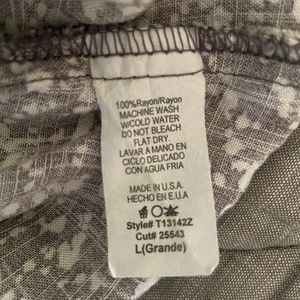 100%Rayon/Rayon
MACHINE WASH
W/COLD WATER
DO NOT BLEACH
FLAT DRY
LAVAR A MANO EN
CICLO DELICADO
CON AGUA FRIA
MADE IN U.S.A.
HECHO EN E.U.A
Style# T13142Z
Cut# 25543
L(Grande)